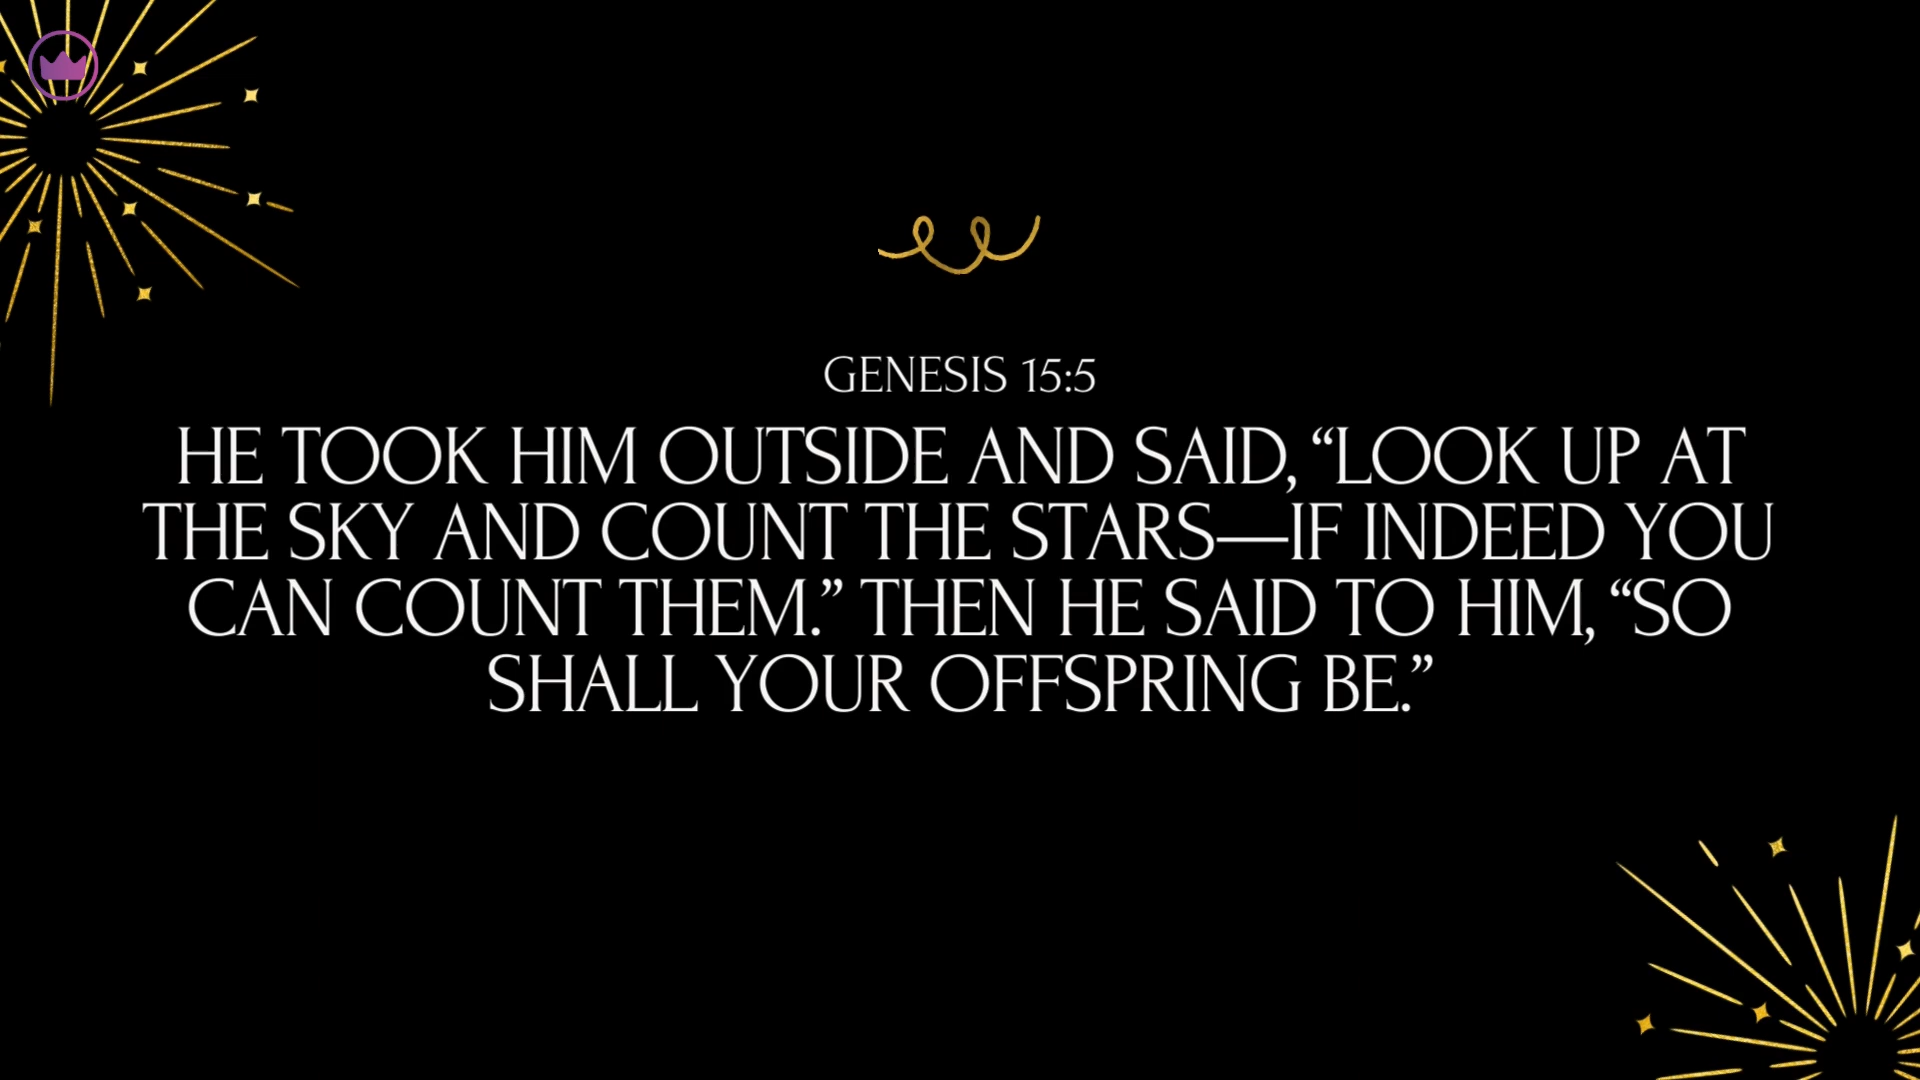 GENESIS 15:5
HE TOOK HIM OUTSIDE AND SAID, “LOOK UP AT
THE SKY AND COUNT THE STARS—IF INDEED YOU
CAN COUNT THEM.” THEN HE SAID TO HIM, “SO
SHALL YOUR OFFSPRING BE.”